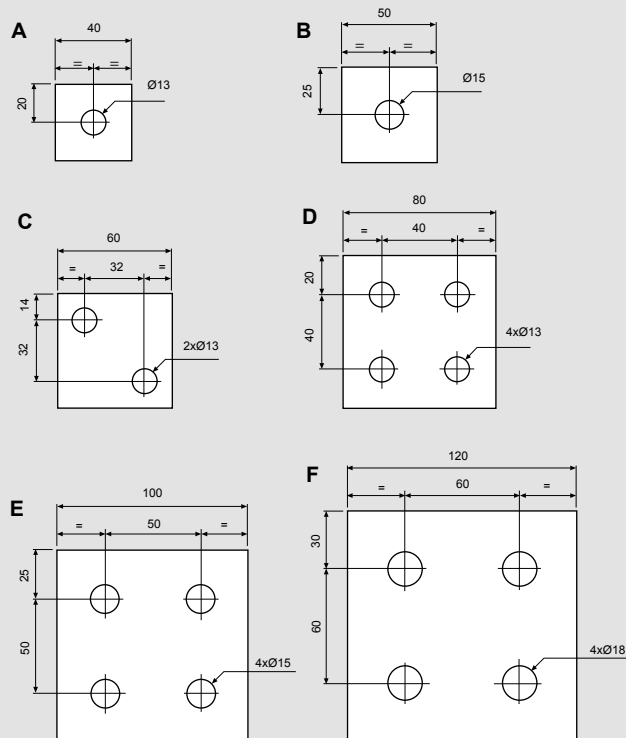 A
40
= =
20
Ø13
B
50
= =
25
Ø15
C
60
= 32 =
14
32
2xØ13
D
80
= 40 =
20
40
4xØ13
E
100
= 50 =
25
50
4xØ15
F
120
= 60 =
30
60
4xØ18